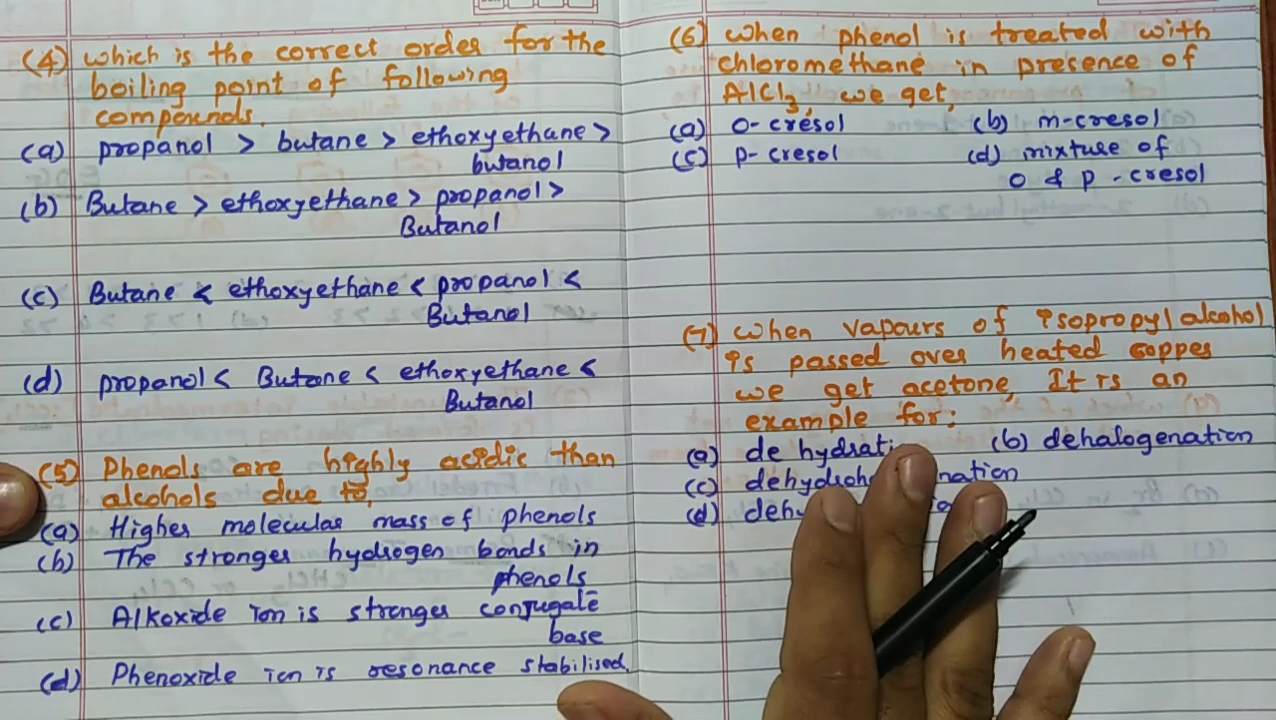 (4) which is the correct order for the
boiling point of following
compounds.
(a) propanol > butane > ethoxyethane >
butanol
(b) Butane > ethoxyethane > propanol >
Butanol
(c) Butane < ethoxyethane < propanol <
Butanol
(d) propanol < Butane < ethoxyethane <
Butanol
(5) Phenols are highly acidic than
alcohols due to,
(a) Higher molecular mass of phenols
(b) The stronger hydrogen bonds in
phenols
(c) Alkoxide ion is stronger conjugate
base
(d) Phenoxide ion is resonance stabilised.
(6) when phenol is treated with
chloromethane in presence of
AlCl3, we get,
(a) o-cresol (b) m-cresol
(c) p-cresol (d) mixture of
o & p-cresol
(7) when vapours of isopropyl alcohol
is passed over heated copper
we get acetone, It is an
example for:
(a) (b) dehalogenation
(c)
(d)